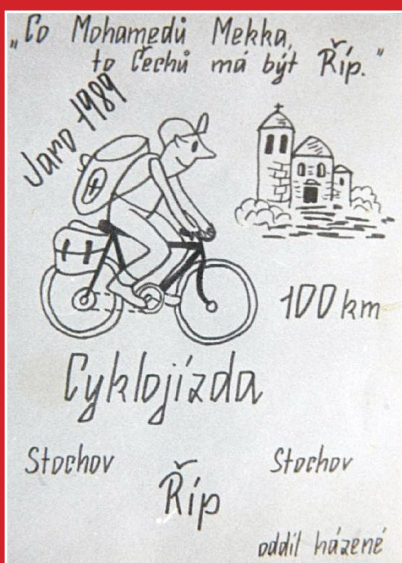 „Co Mohamedů Mekka,
to Čechů má být Říp."
Jaro 1989
100 km
Cyklojízda
Stochov Stochov
Říp
oddíl házené